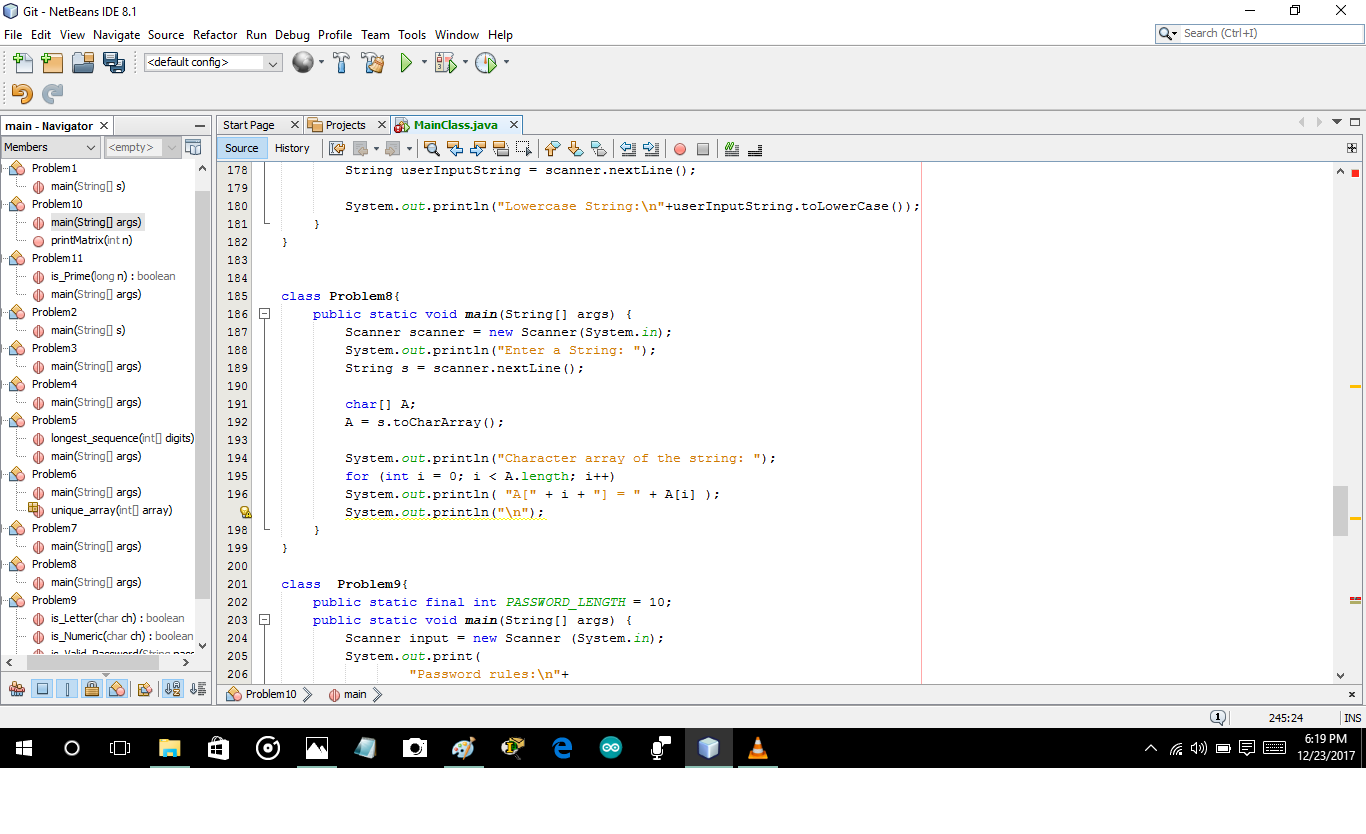 Git - NetBeans IDE 8.1
File Edit View Navigate Source Refactor Run Debug Profile Team Tools Window Help
Search (Ctrl+I)
<default config>
main - Navigator
Members
<empty>
Problem1
main(String[] s)
Problem10
main(String[] args)
printMatrix(int n)
Problem11
is_Prime(long n) : boolean
main(String[] args)
Problem2
main(String[] s)
Problem3
main(String[] args)
Problem4
main(String[] args)
Problem5
longest_sequence(int[] digits)
main(String[] args)
Problem6
main(String[] args)
unique_array(int[] array)
Problem7
main(String[] args)
Problem8
main(String[] args)
Problem9
is_Letter(char ch) : boolean
is_Numeric(char ch) : boolean
is_Valid_Password(String pass
Start Page Projects MainClass.java
Source History
178 String userInputString = scanner.nextLine();
179
180 System.out.println("Lowercase String:\n"+userInputString.toLowerCase());
181 }
182 }
183
184
185 class Problem8{
186 public static void main(String[] args) {
187 Scanner scanner = new Scanner(System.in);
188 System.out.println("Enter a String: ");
189 String s = scanner.nextLine();
190
191 char[] A;
192 A = s.toCharArray();
193
194 System.out.println("Character array of the string: ");
195 for (int i = 0; i < A.length; i++)
196 System.out.println( "A[" + i + "] = " + A[i] );
System.out.println("\n");
198 }
199 }
200
201 class  Problem9{
202 public static final int PASSWORD_LENGTH = 10;
203 public static void main(String[] args) {
204 Scanner input = new Scanner (System.in);
205 System.out.print(
206 "Password rules:\n"+
Problem10 main
1 245:24 INS
6:19 PM
12/23/2017